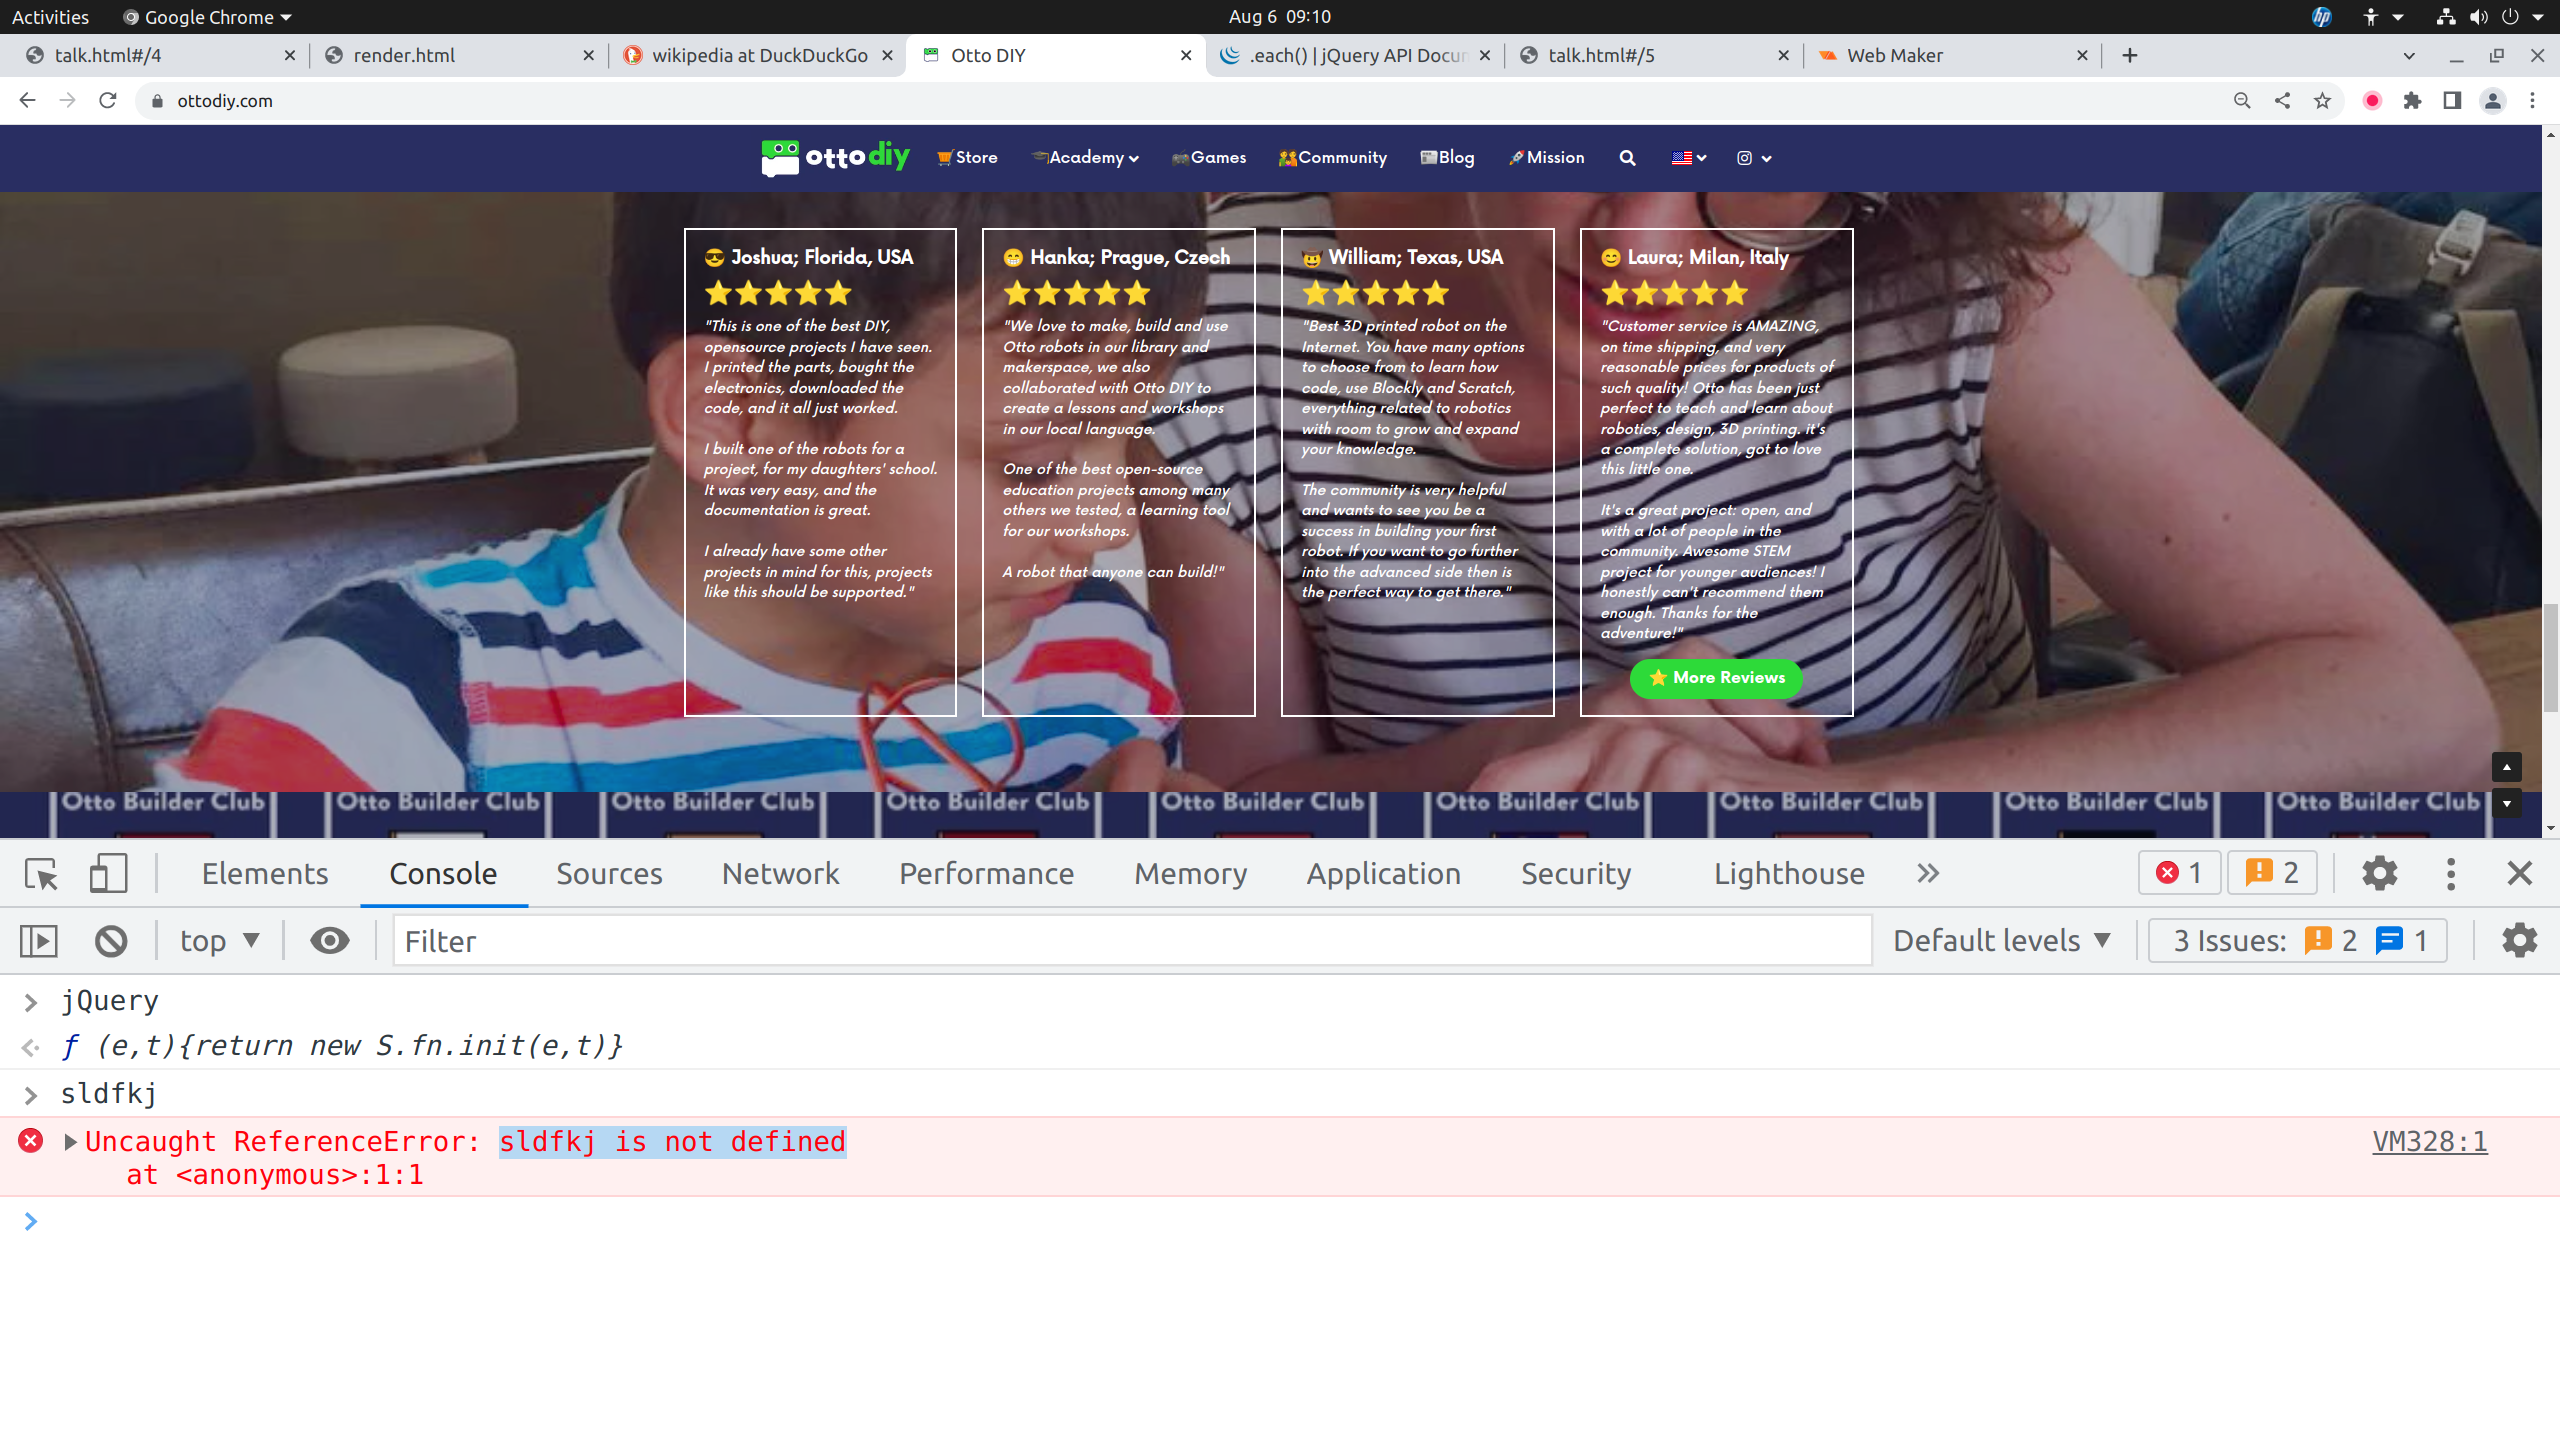 Activities
Google Chrome
Aug 6 09:10
talk.html#/4
render.html
wikipedia at DuckDuckGo
Otto DIY
.each() | jQuery API Docur
talk.html#/5
Web Maker
ottodiy.com
otto diy
Store
Academy
Games
Community
Blog
Mission
Joshua; Florida, USA
"This is one of the best DIY,
opensource projects I have seen.
I printed the parts, bought the
electronics, downloaded the
code, and it all just worked.
I built one of the robots for a
project, for my daughters' school.
It was very easy, and the
documentation is great.
I already have some other
projects in mind for this, projects
like this should be supported."
Hanka; Prague, Czech
"We love to make, build and use
Otto robots in our library and
makerspace, we also
collaborated with Otto DIY to
create a lessons and workshops
in our local language.
One of the best open-source
education projects among many
others we tested, a learning tool
for our workshops.
A robot that anyone can build!"
William; Texas, USA
"Best 3D printed robot on the
Internet. You have many options
to choose from to learn how
code, use Blockly and Scratch,
everything related to robotics
with room to grow and expand
your knowledge.
The community is very helpful
and wants to see you be a
success in building your first
robot. If you want to go further
into the advanced side then is
the perfect way to get there."
Laura; Milan, Italy
"Customer service is AMAZING,
on time shipping, and very
reasonable prices for products of
such quality! Otto has been just
perfect to teach and learn about
robotics, design, 3D printing. it's
a complete solution, got to love
this little one.
It's a great project: open, and
with a lot of people in the
community. Awesome STEM
project for younger audiences! I
honestly can't recommend them
enough. Thanks for the
adventure!"
More Reviews
Otto Builder Club
Otto Builder Club
Otto Builder Club
Otto Builder Club
Otto Builder Club
Otto Builder Club
Otto Builder Club
Otto Builder Club
Otto Builder Club
Elements
Console
Sources
Network
Performance
Memory
Application
Security
Lighthouse
1
2
top
Filter
Default levels
3 Issues:
2
1
jQuery
ƒ (e,t){return new S.fn.init(e,t)}
sldfkj
Uncaught ReferenceError: sldfkj is not defined
VM328:1
at <anonymous>:1:1